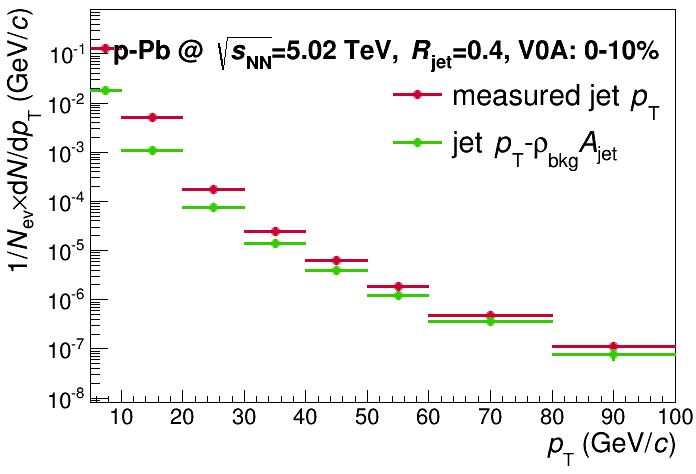 p-Pb @ √sNN=5.02 TeV, Rjet=0.4, V0A: 0-10%
measured jet pT
jet pT-ρbkgAjet
1/Nev×dN/dpT (GeV/c)
10-1
10-2
10-3
10-4
10-5
10-6
10-7
10-8
10 20 30 40 50 60 70 80 90 100
pT (GeV/c)